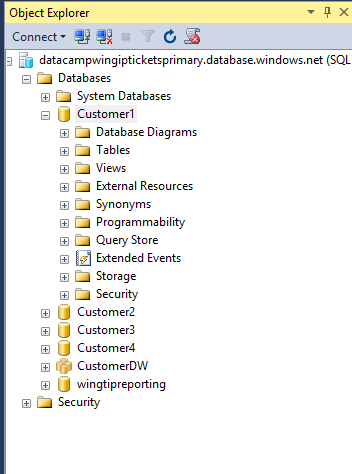 Object Explorer
Connect
datacampwingipticketsprimary.database.windows.net (SQL
Databases
System Databases
Customer1
Database Diagrams
Tables
Views
External Resources
Synonyms
Programmability
Query Store
Extended Events
Storage
Security
Customer2
Customer3
Customer4
CustomerDW
wingtipreporting
Security